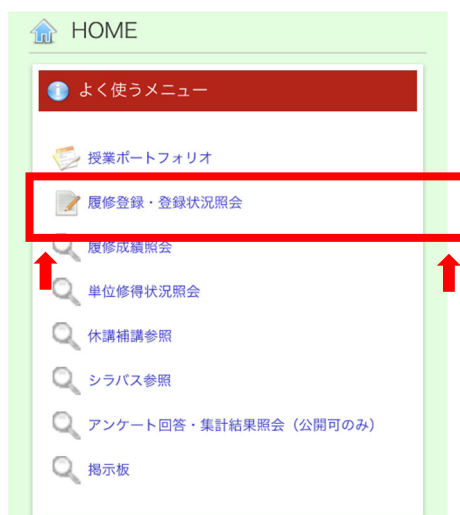 HOME
よく使うメニュー
授業ポートフォリオ
履修登録・登録状況照会
履修成績照会
単位修得状況照会
休講補講参照
シラバス参照
アンケート回答・集計結果照会（公開可のみ）
掲示板